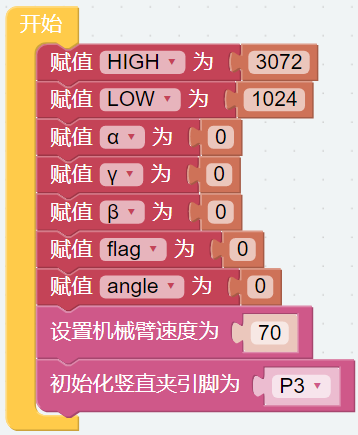 开始
赋值 HIGH 为 3072
赋值 LOW 为 1024
赋值 α 为 0
赋值 γ 为 0
赋值 β 为 0
赋值 flag 为 0
赋值 angle 为 0
设置机械臂速度为 70
初始化竖直夹引脚为 P3